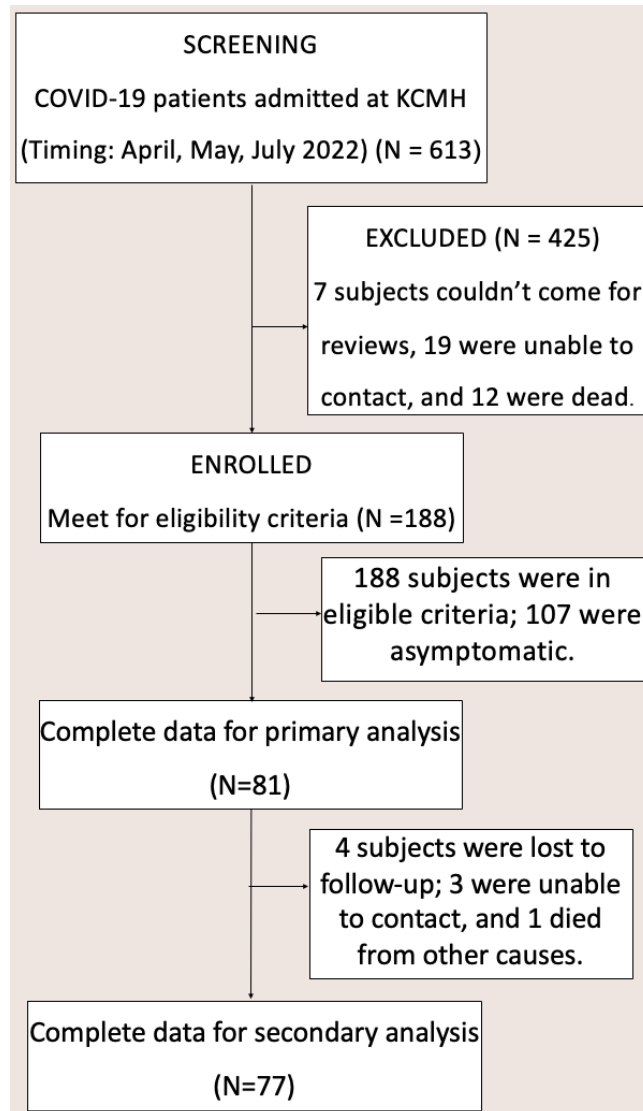 SCREENING
COVID-19 patients admitted at KCMH
(Timing: April, May, July 2022) (N = 613)
EXCLUDED (N = 425)
7 subjects couldn’t come for
reviews, 19 were unable to
contact, and 12 were dead.
ENROLLED
Meet for eligibility criteria (N =188)
188 subjects were in
eligible criteria; 107 were
asymptomatic.
Complete data for primary analysis
(N=81)
4 subjects were lost to
follow-up; 3 were unable
to contact, and 1 died
from other causes.
Complete data for secondary analysis
(N=77)